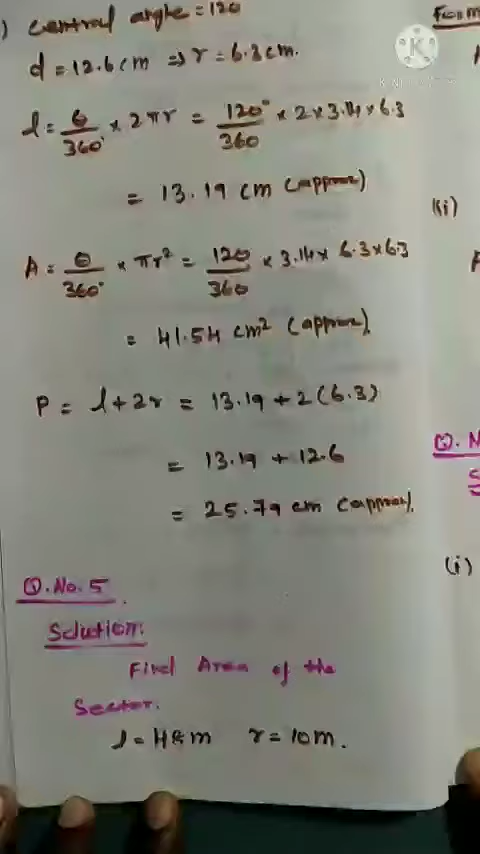 ) Central angle = 120
d = 12.6 cm ⇒ r = 6.3 cm.
l = θ/360° × 2πr = 120°/360 × 2 × 3.14 × 6.3
= 13.19 cm (approx)
A = θ/360° × πr² = 120/360 × 3.14 × 6.3 × 6.3
= 41.54 cm² (approx).
P = l + 2r = 13.19 + 2(6.3)
= 13.19 + 12.6
= 25.79 cm (approx).
Q. No. 5
Solution:
Find Area of the
Sector.
l = 48 m r = 10 m.
(ii)
Q. N
(i)